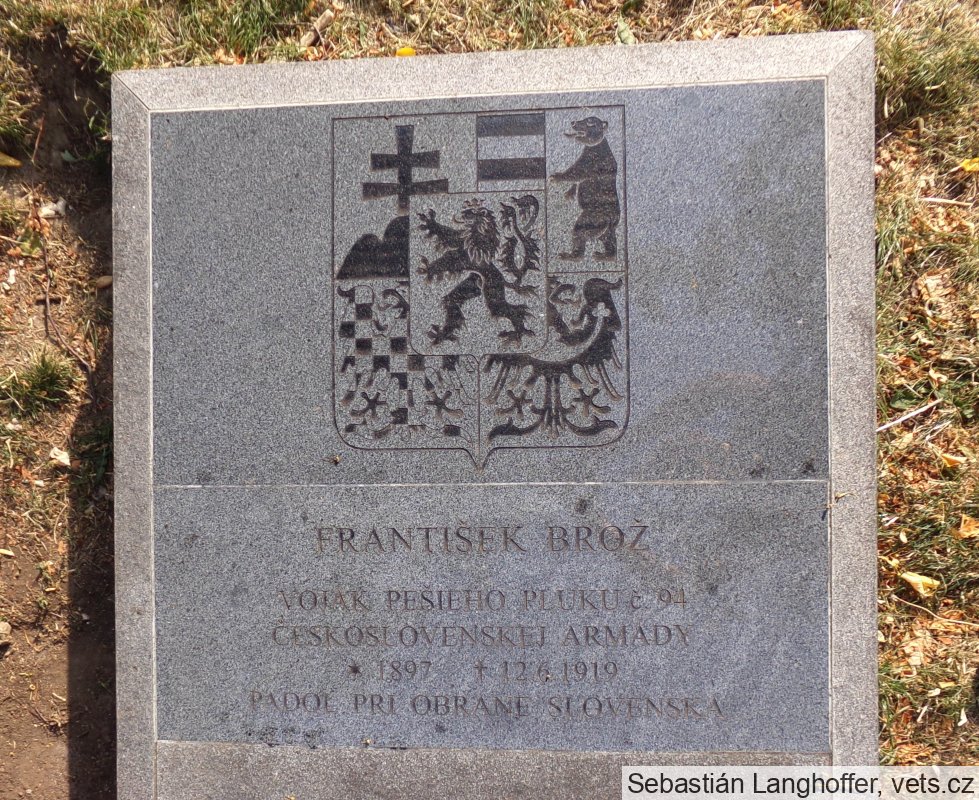 FRANTIŠEK BROŽ
VOJAK PEŠIEHO PLUKU č. 94
ČESKOSLOVENSKEJ ARMÁDY
* 1897 † 12.6.1919
PADOL PRI OBRANE SLOVENSKA
Sebastián Langhoffer, vets.cz